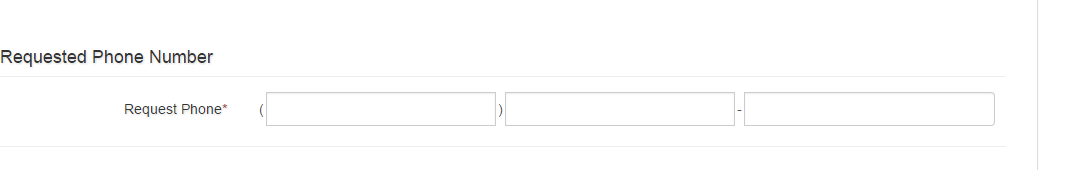 Requested Phone Number
Request Phone* ( ) -